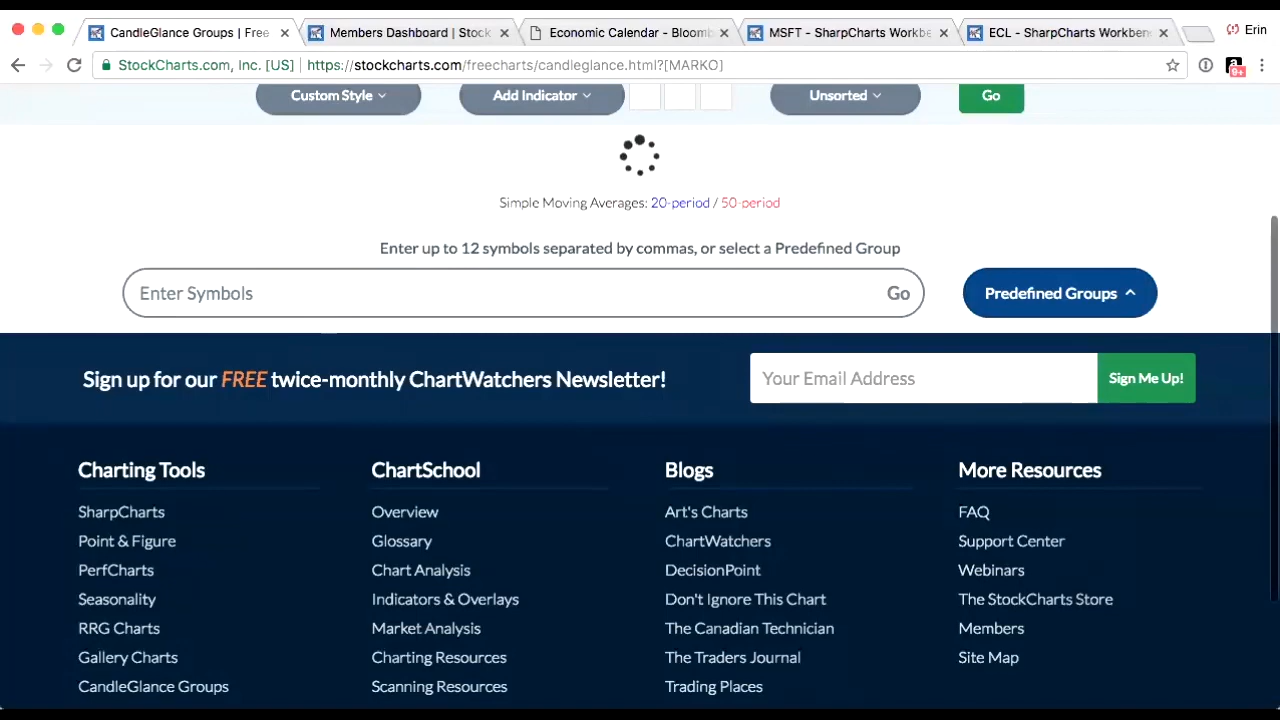 CandleGlance Groups | Free
Members Dashboard | Stock
Economic Calendar - Bloomb
MSFT - SharpCharts Workbe
ECL - SharpCharts Workben
Erin
StockCharts.com, Inc. [US] | https://stockcharts.com/freecharts/candleglance.html?[MARKO]
a 9+
Custom Style
Add Indicator
Unsorted
Go
Simple Moving Averages: 20-period / 50-period
Enter up to 12 symbols separated by commas, or select a Predefined Group
Enter Symbols
Go
Predefined Groups
Sign up for our FREE twice-monthly ChartWatchers Newsletter!
Your Email Address
Sign Me Up!
Charting Tools
SharpCharts
Point & Figure
PerfCharts
Seasonality
RRG Charts
Gallery Charts
CandleGlance Groups
ChartSchool
Overview
Glossary
Chart Analysis
Indicators & Overlays
Market Analysis
Charting Resources
Scanning Resources
Blogs
Art's Charts
ChartWatchers
DecisionPoint
Don't Ignore This Chart
The Canadian Technician
The Traders Journal
Trading Places
More Resources
FAQ
Support Center
Webinars
The StockCharts Store
Members
Site Map